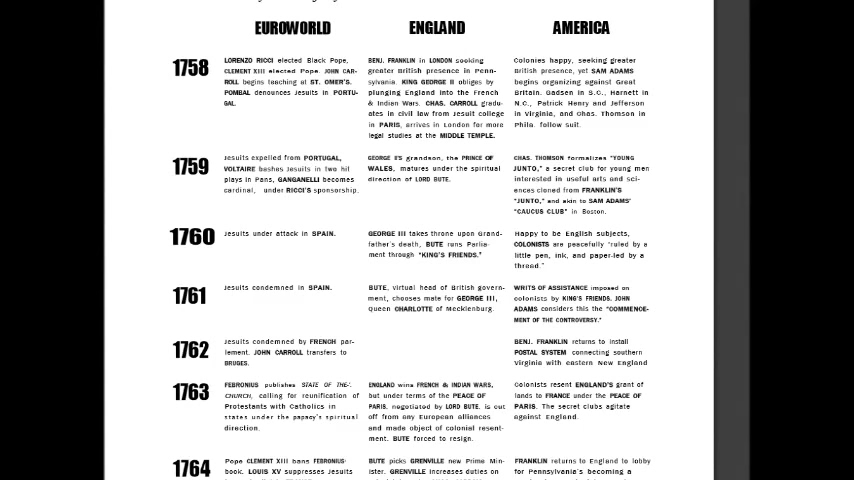 EUROWORLD
ENGLAND
AMERICA
1758
LORENZO RICCI elected Black Pope,
CLEMENT XIII elected Pope. JOHN CAR-
ROLL begins teaching at ST. OMER'S.
POMBAL denounces Jesuits in PORTU-
GAL.
BENJ. FRANKLIN in LONDON seeking
greater British presence in Penn-
sylvania. KING GEORGE II obliges by
plunging England into the French
& Indian Wars. CHAS. CARROLL gradu-
ates in civil law from Jesuit college
in PARIS, arrives in London for more
legal studies at the MIDDLE TEMPLE.
Colonies happy, seeking greater
British presence, yet SAM ADAMS
begins organizing against Great
Britain. Gadsen in S.C., Harnett in
N.C., Patrick Henry and Jefferson
in Virginia, and Chas. Thomson in
Phila. follow suit.
1759
Jesuits expelled from PORTUGAL,
VOLTAIRE bashes Jesuits in two hit
plays in Paris, GANGANELLI becomes
cardinal, under RICCI'S sponsorship.
GEORGE II'S grandson, the PRINCE OF
WALES, matures under the spiritual
direction of LORD BUTE.
CHAS. THOMSON formalizes "YOUNG
JUNTO," a secret club for young men
interested in useful arts and sci-
ences cloned from FRANKLIN'S
"JUNTO," and akin to SAM ADAMS'
"CAUCUS CLUB" in Boston.
1760
Jesuits under attack in SPAIN.
GEORGE III takes throne upon Grand-
father's death, BUTE runs Parlia-
ment through "KING'S FRIENDS."
Happy to be English subjects,
COLONISTS are peacefully "ruled by a
little pen, ink, and paper-led by a
thread."
1761
Jesuits condemned in SPAIN.
BUTE, virtual head of British govern-
ment, chooses mate for GEORGE III,
Queen CHARLOTTE of Mecklenburg.
WRITS OF ASSISTANCE imposed on
colonists by KING'S FRIENDS. JOHN
ADAMS considers this the "COMMENCE-
MENT OF THE CONTROVERSY."
1762
Jesuits condemned by FRENCH par-
lement. JOHN CARROLL transfers to
BRUGES.
BENJ. FRANKLIN returns to install
POSTAL SYSTEM connecting southern
Virginia with eastern New England
1763
FEBRONIUS publishes STATE OF THE
CHURCH, calling for reunification of
Protestants with Catholics in
states under the papacy's spiritual
direction.
ENGLAND wins FRENCH & INDIAN WARS,
but under terms of the PEACE OF
PARIS, negotiated by LORD BUTE, is cut
off from any European alliances
and made object of colonial resent-
ment. BUTE forced to resign.
Colonists resent ENGLAND'S grant of
lands to FRANCE under the PEACE OF
PARIS. The secret clubs agitate
against England.
1764
Pope CLEMENT XIII bans FEBRONIUS'
book. LOUIS XV suppresses Jesuits
BUTE picks GRENVILLE new Prime Min-
ister. GRENVILLE increases duties on
FRANKLIN returns to England to lobby
for Pennsylvania's becoming a